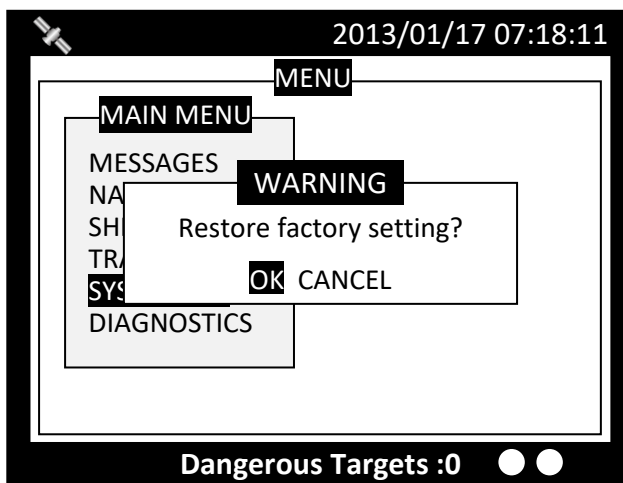 2013/01/17 07:18:11
MENU
MAIN MENU
MESSAGES
WARNING
Restore factory setting?
OK CANCEL
DIAGNOSTICS
Dangerous Targets :0